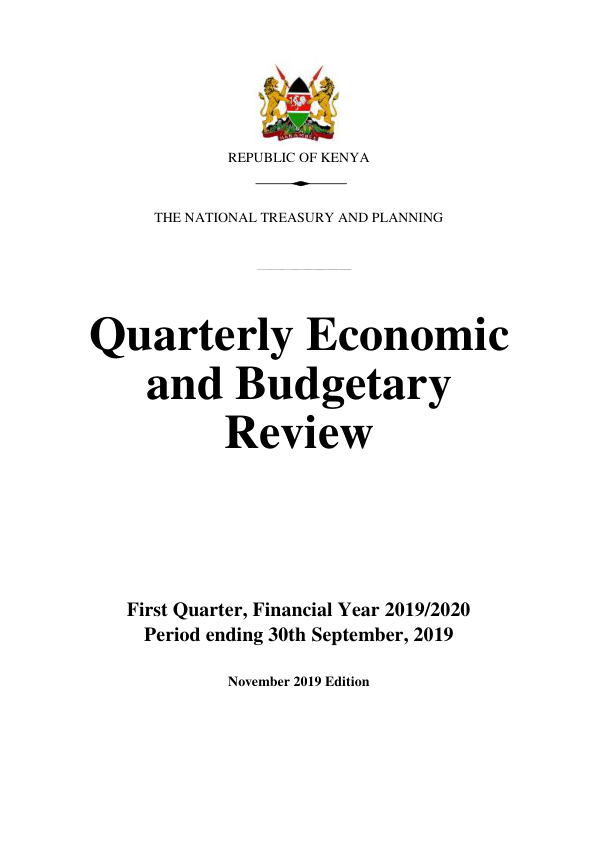 REPUBLIC OF KENYA
THE NATIONAL TREASURY AND PLANNING
Quarterly Economic
and Budgetary
Review
First Quarter, Financial Year 2019/2020
Period ending 30th September, 2019
November 2019 Edition